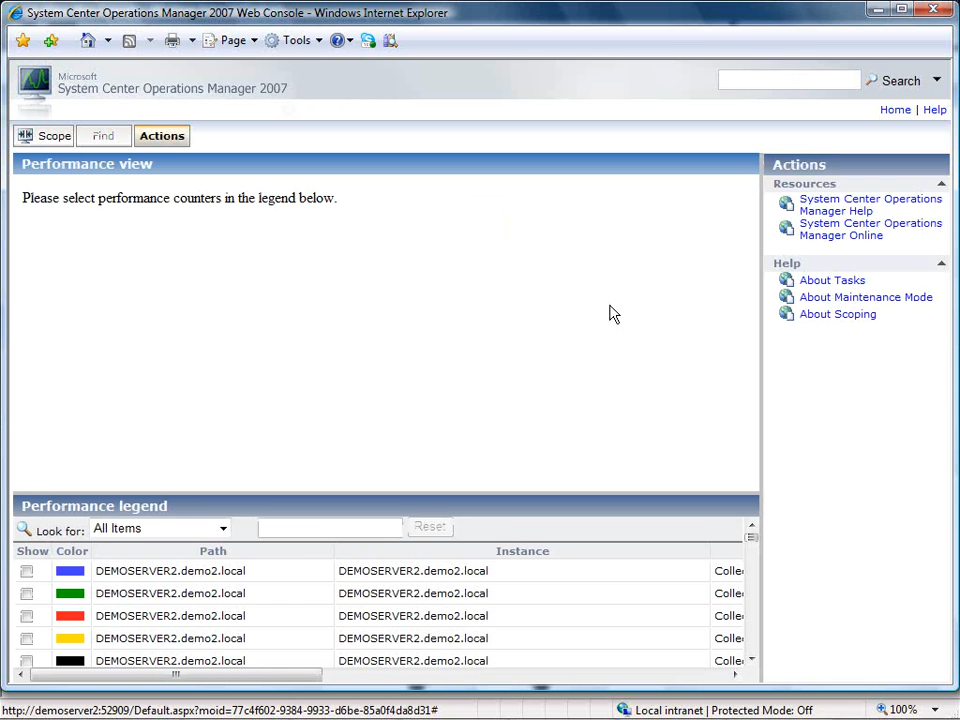 System Center Operations Manager 2007 Web Console - Windows Internet Explorer
Page Tools
Microsoft
System Center Operations Manager 2007
Search
Home | Help
Scope Find Actions
Performance view
Please select performance counters in the legend below.
Actions
Resources
System Center Operations
Manager Help
System Center Operations
Manager Online
Help
About Tasks
About Maintenance Mode
About Scoping
Performance legend
Look for: All Items Reset
Show Color Path Instance
DEMOSERVER2.demo2.local DEMOSERVER2.demo2.local Collec
DEMOSERVER2.demo2.local DEMOSERVER2.demo2.local Collec
DEMOSERVER2.demo2.local DEMOSERVER2.demo2.local Collec
DEMOSERVER2.demo2.local DEMOSERVER2.demo2.local Collec
DEMOSERVER2.demo2.local DEMOSERVER2.demo2.local Collec
http://demoserver2:52909/Default.aspx?moid=77c4f602-9384-9933-d6be-85a0f4da8d31# Local intranet | Protected Mode: Off 100%